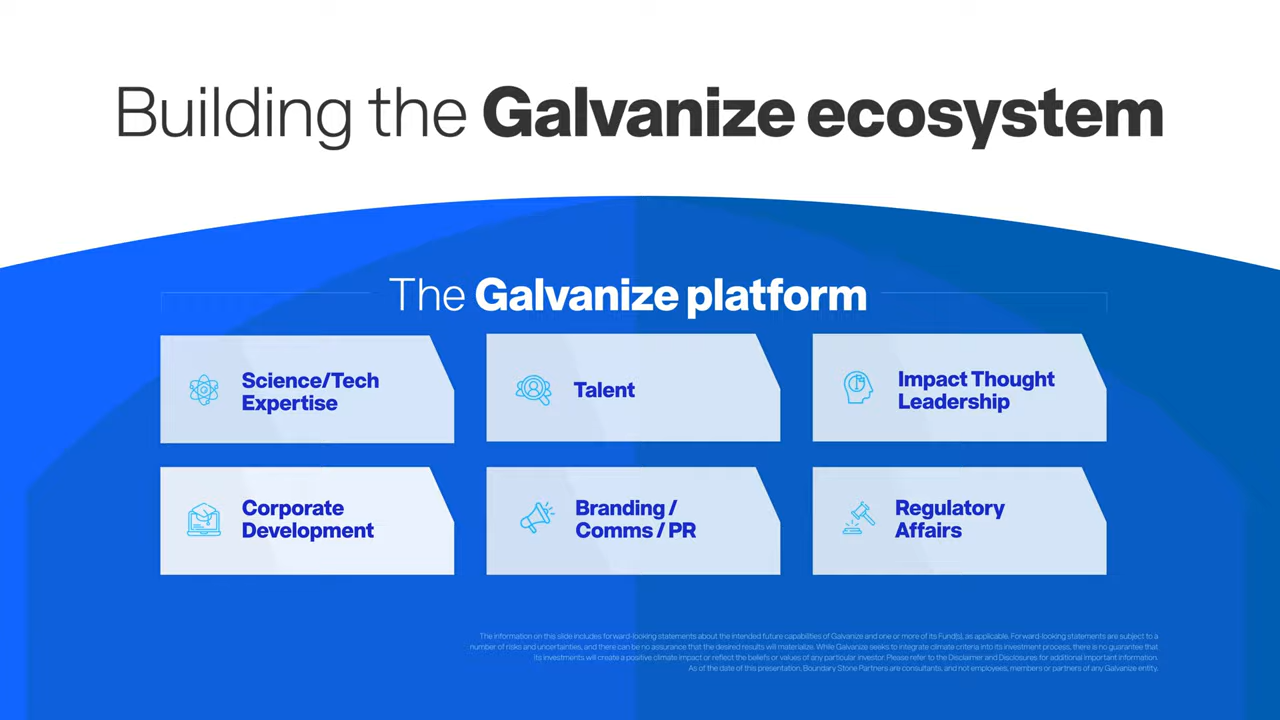 Building the Galvanize ecosystem
The Galvanize platform
Science/Tech
Expertise
Talent
Impact Thought
Leadership
Corporate
Development
Branding /
Comms / PR
Regulatory
Affairs
The information on this slide includes forward-looking statements about the intended future capabilities of Galvanize and one or more of its Fund(s), as applicable. Forward-looking statements are subject to a
number of risks and uncertainties, and there can be no assurance that the desired results will materialize. While Galvanize seeks to integrate climate criteria into its investment process, there is no guarantee that
its investments will create a positive climate impact or reflect the beliefs or values of any particular investor. Please refer to the Disclaimer and Disclosures for additional important information.
As of the date of this presentation, Boundary Stone Partners are consultants, and not employees, members or partners of any Galvanize entity.